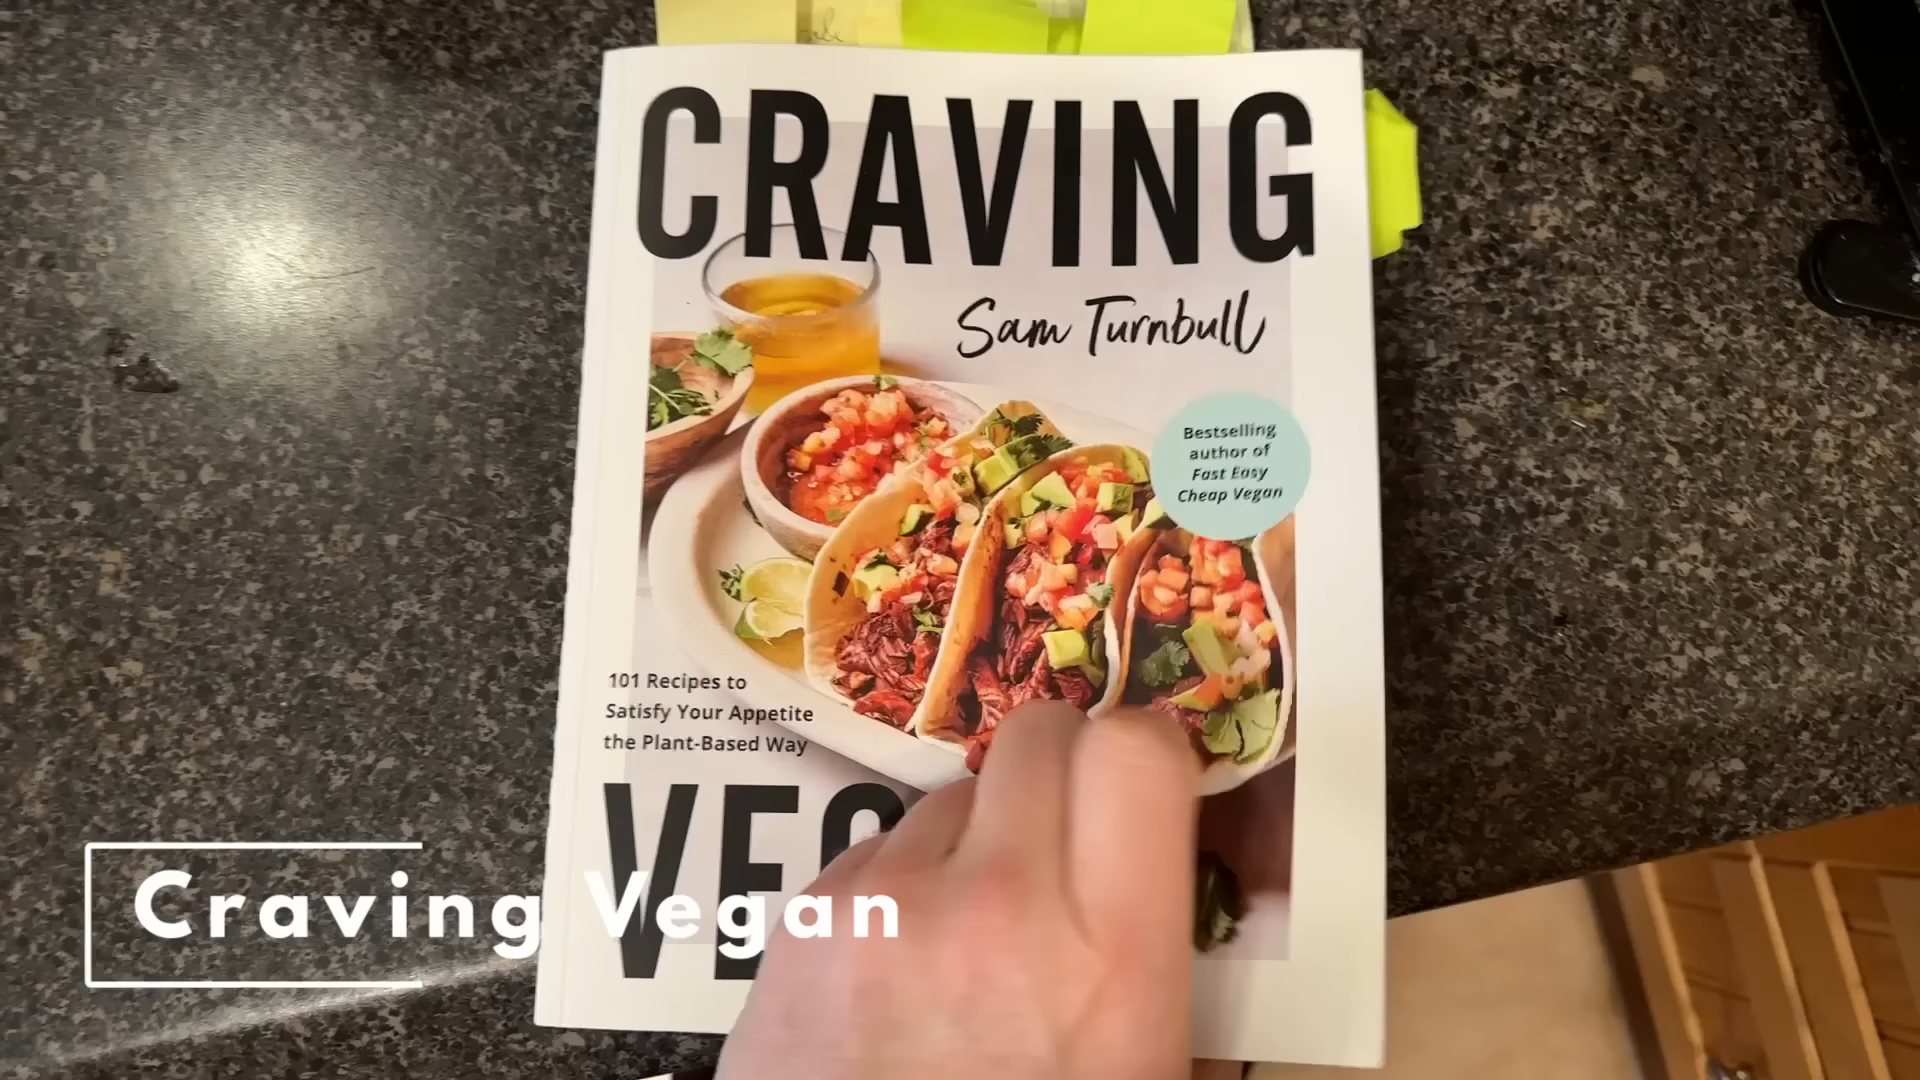 CRAVING
Sam Turnbull
Bestselling
author of
Fast Easy
Cheap Vegan
101 Recipes to
Satisfy Your Appetite
the Plant-Based Way
VEG
Craving Vegan